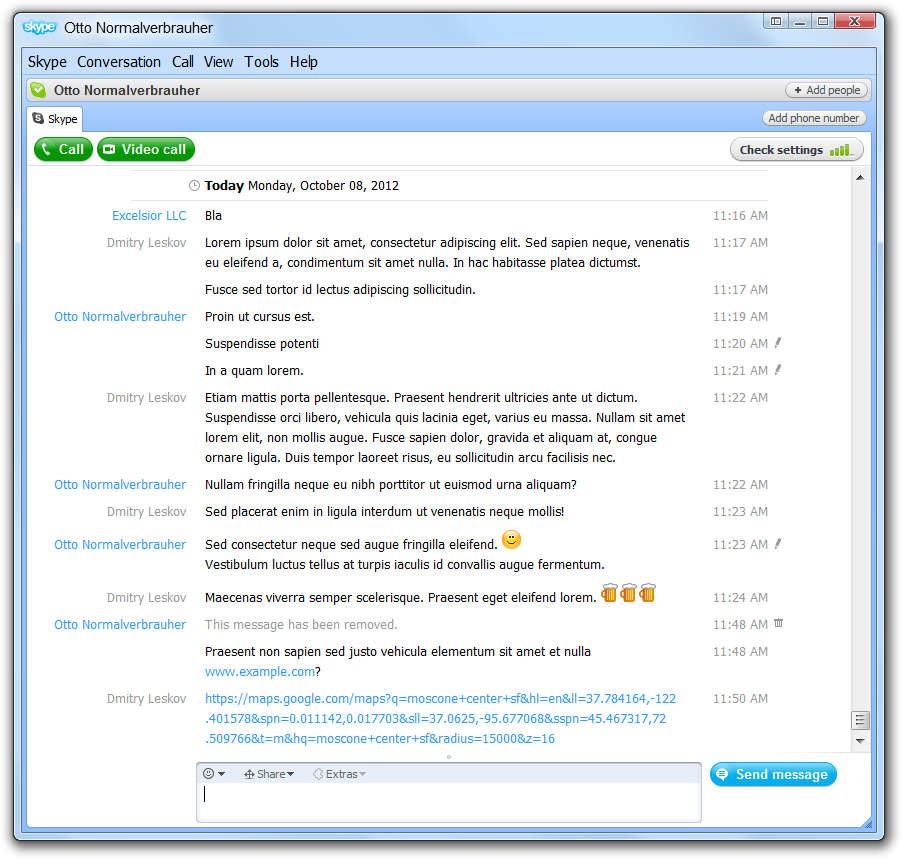 skype Otto Normalverbrauher
Skype Conversation Call View Tools Help
Otto Normalverbrauher + Add people
Skype Add phone number
Call Video call Check settings
Today Monday, October 08, 2012
Excelsior LLC Bla 11:16 AM
Dmitry Leskov Lorem ipsum dolor sit amet, consectetur adipiscing elit. Sed sapien neque, venenatis 11:17 AM
eu eleifend a, condimentum sit amet nulla. In hac habitasse platea dictumst.
Fusce sed tortor id lectus adipiscing sollicitudin. 11:17 AM
Otto Normalverbrauher Proin ut cursus est. 11:19 AM
Suspendisse potenti 11:20 AM
In a quam lorem. 11:21 AM
Dmitry Leskov Etiam mattis porta pellentesque. Praesent hendrerit ultricies ante ut dictum. 11:22 AM
Suspendisse orci libero, vehicula quis lacinia eget, varius eu massa. Nullam sit amet
lorem elit, non mollis augue. Fusce sapien dolor, gravida et aliquam at, congue
ornare ligula. Duis tempor laoreet risus, eu sollicitudin arcu facilisis nec.
Otto Normalverbrauher Nullam fringilla neque eu nibh porttitor ut euismod urna aliquam? 11:22 AM
Dmitry Leskov Sed placerat enim in ligula interdum ut venenatis neque mollis! 11:23 AM
Otto Normalverbrauher Sed consectetur neque sed augue fringilla eleifend. 11:23 AM
Vestibulum luctus tellus at turpis iaculis id convallis augue fermentum.
Dmitry Leskov Maecenas viverra semper scelerisque. Praesent eget eleifend lorem. 11:24 AM
Otto Normalverbrauher This message has been removed. 11:48 AM
Praesent non sapien sed justo vehicula elementum sit amet et nulla 11:48 AM
www.example.com?
Dmitry Leskov https://maps.google.com/maps?q=moscone+center+sf&hl=en&ll=37.784164,-122 11:50 AM
.401578&spn=0.011142,0.017703&sll=37.0625,-95.677068&sspn=45.467317,72
.509766&t=m&hq=moscone+center+sf&radius=15000&z=16
Share Extras Send message